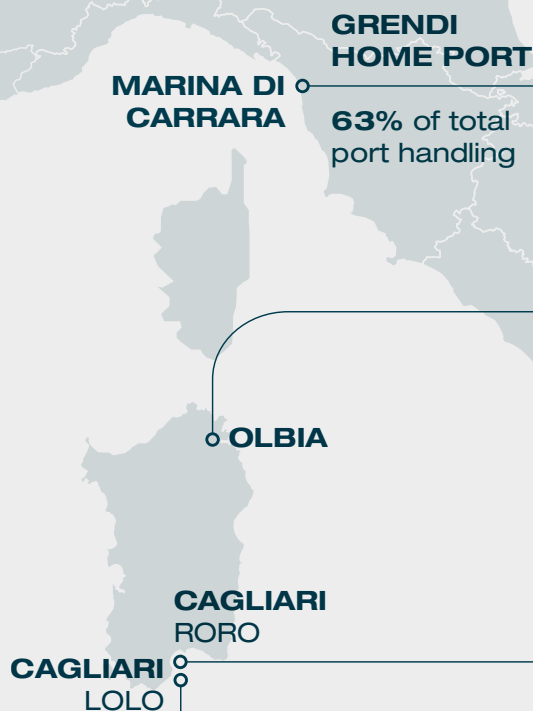 GRENDI
HOME PORT
MARINA DI
CARRARA
63% of total
port handling
OLBIA
CAGLIARI
RORO
CAGLIARI
LOLO